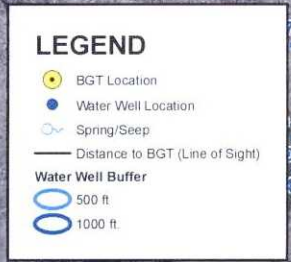 LEGEND
BGT Location
Water Well Location
Spring/Seep
Distance to BGT (Line of Sight)
Water Well Buffer
500 ft
1000 ft.